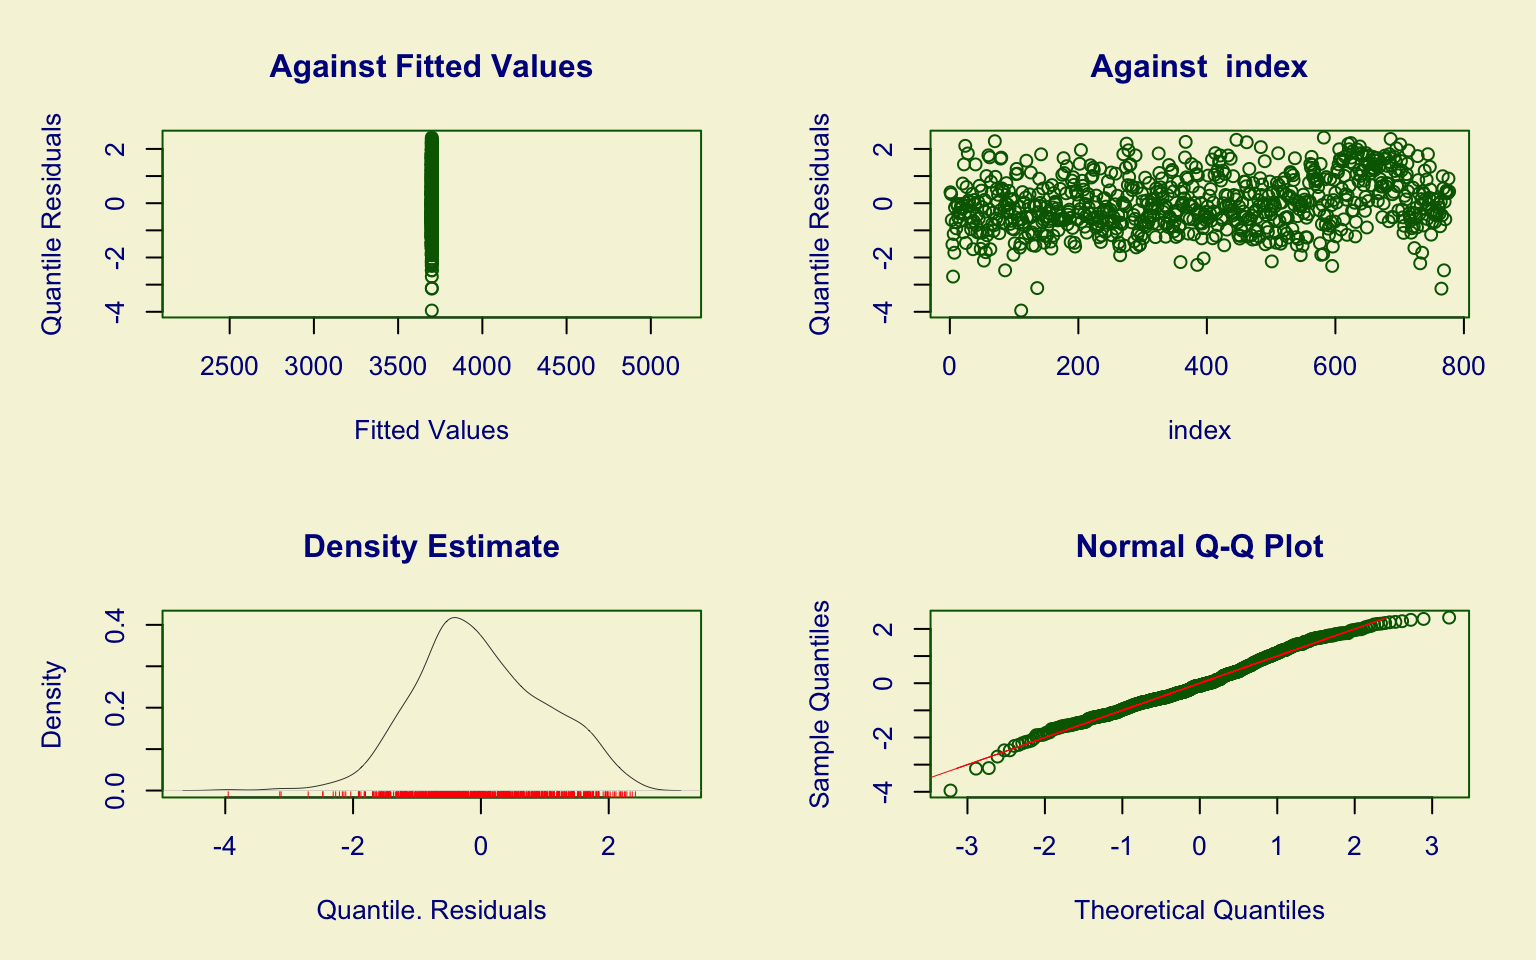 Against Fitted Values
Quantile Residuals
2
0
-2
-4
2500 3000 3500 4000 4500 5000
Fitted Values
Against  index
Quantile Residuals
2
0
-2
-4
0 200 400 600 800
index
Density Estimate
Density
0.4
0.2
0.0
-4 -2 0 2
Quantile. Residuals
Normal Q-Q Plot
Sample Quantiles
2
0
-2
-4
-3 -2 -1 0 1 2 3
Theoretical Quantiles